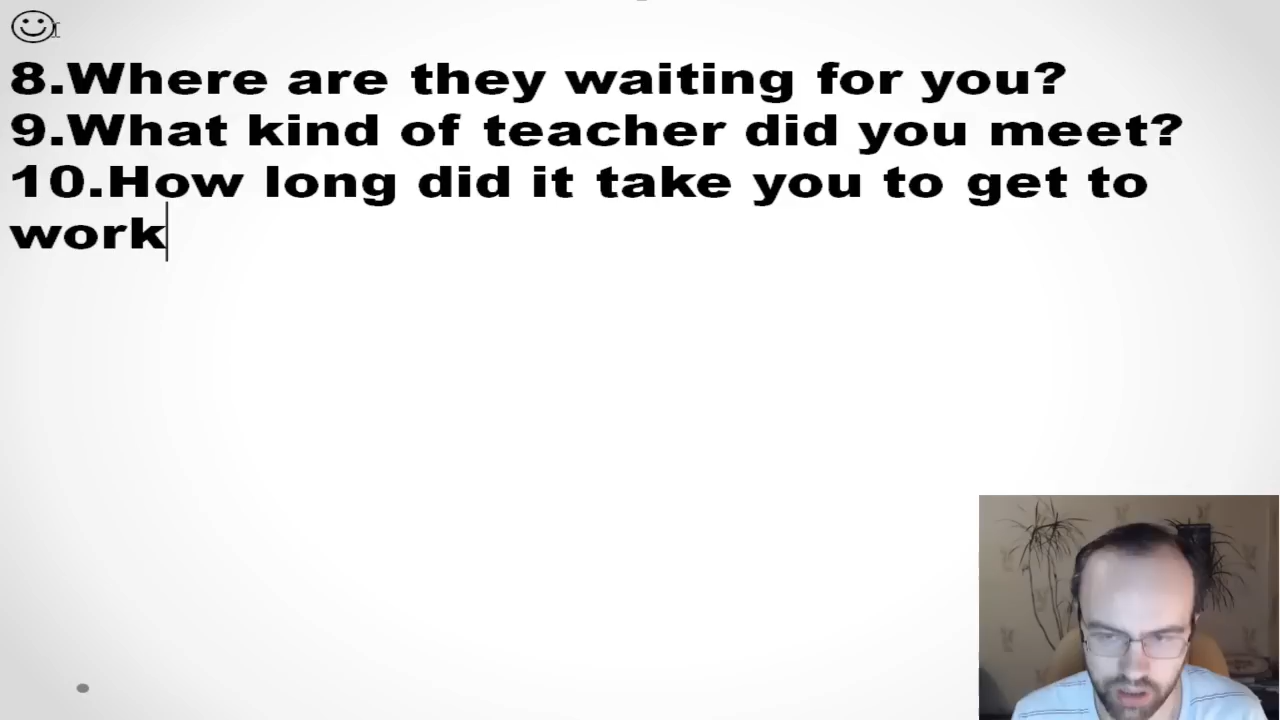 8.Where are they waiting for you?
9.What kind of teacher did you meet?
10.How long did it take you to get to
work